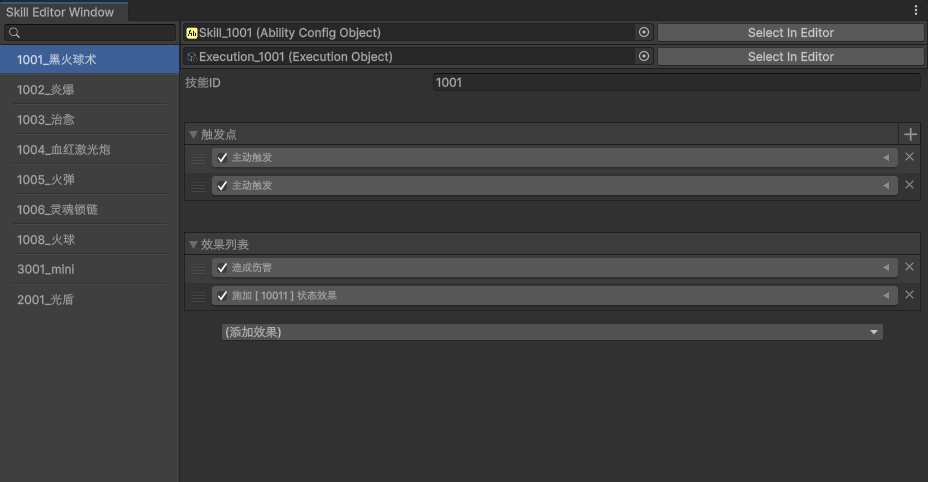 Skill Editor Window
Skill_1001 (Ability Config Object)
Select In Editor
Execution_1001 (Execution Object)
Select In Editor
1001_黑火球术
1002_炎爆
1003_治愈
1004_血红激光炮
1005_火弹
1006_灵魂锁链
1008_火球
3001_mini
2001_光盾
技能ID
1001
触发点
主动触发
主动触发
效果列表
造成伤害
施加 [ 10011 ] 状态效果
(添加效果)